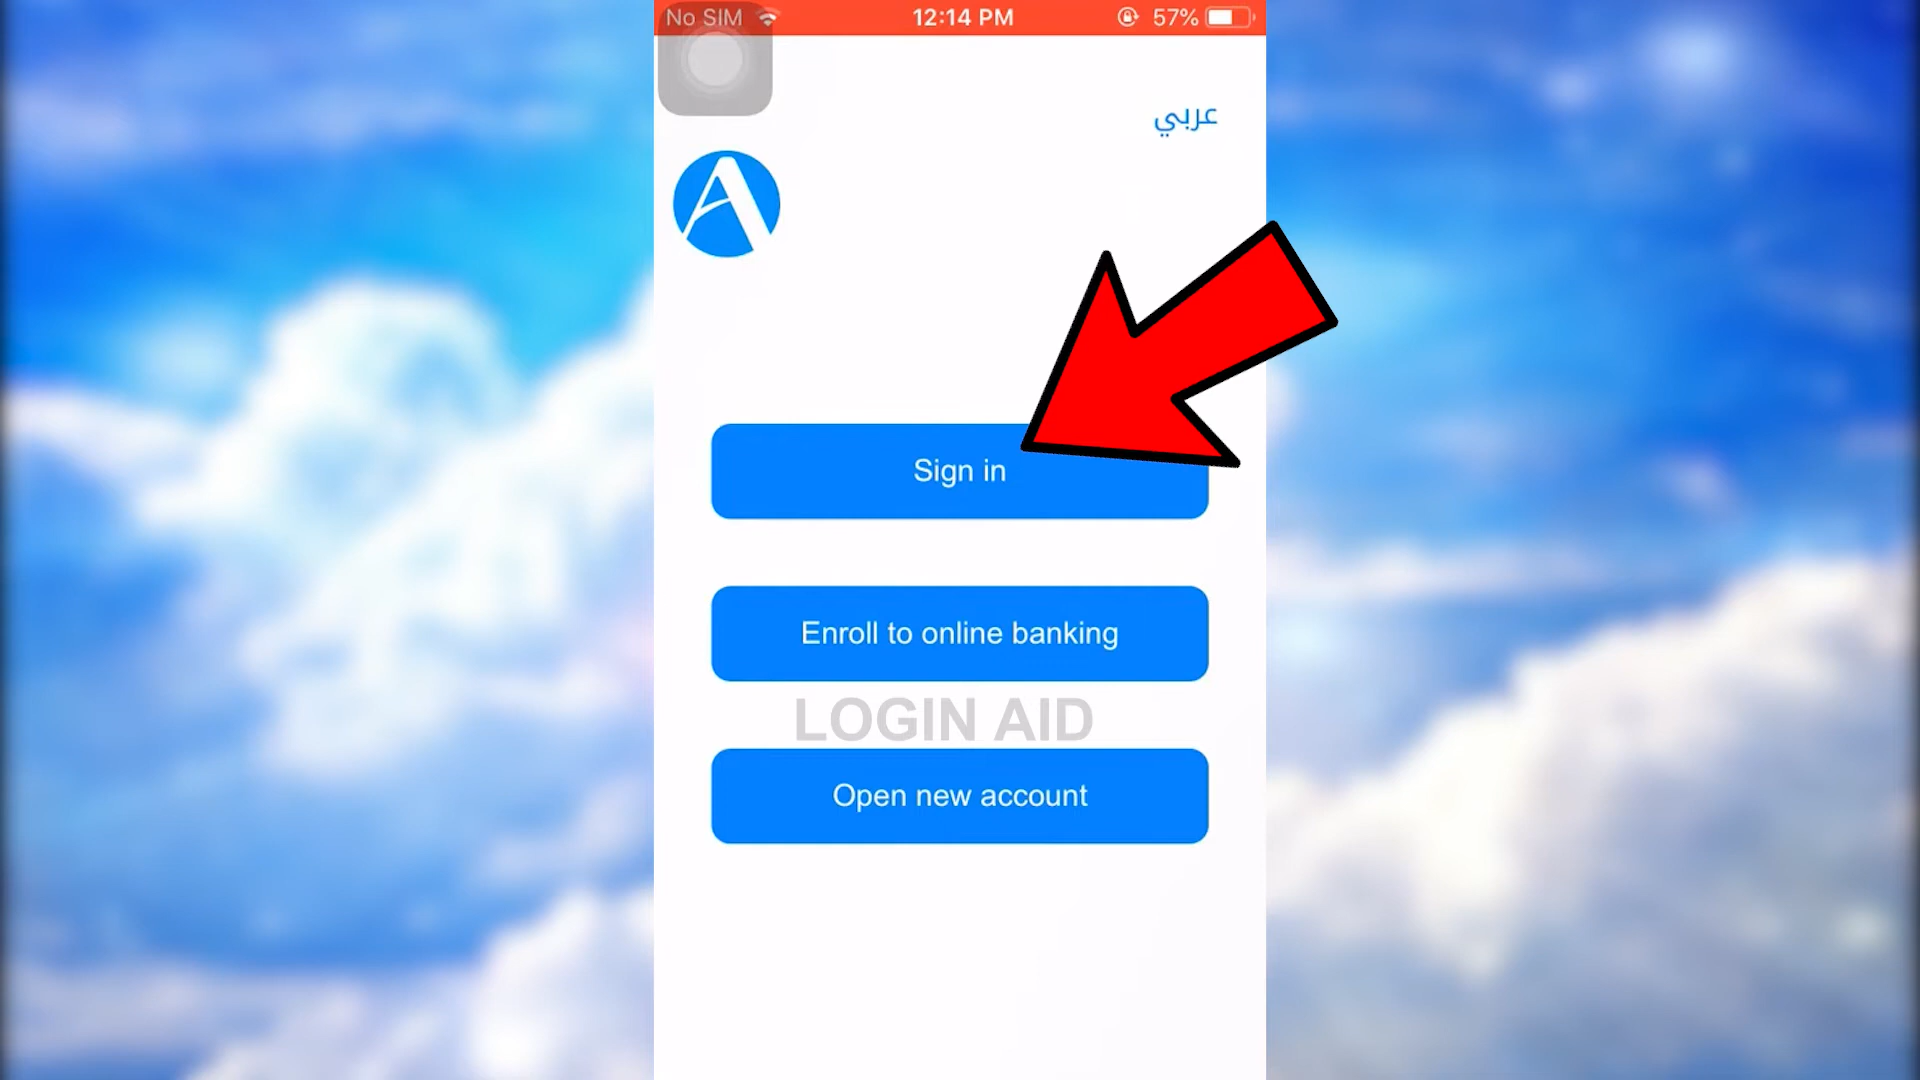 No SIM 12:14 PM 57%
عربي
Sign in
Enroll to online banking
LOGIN AID
Open new account